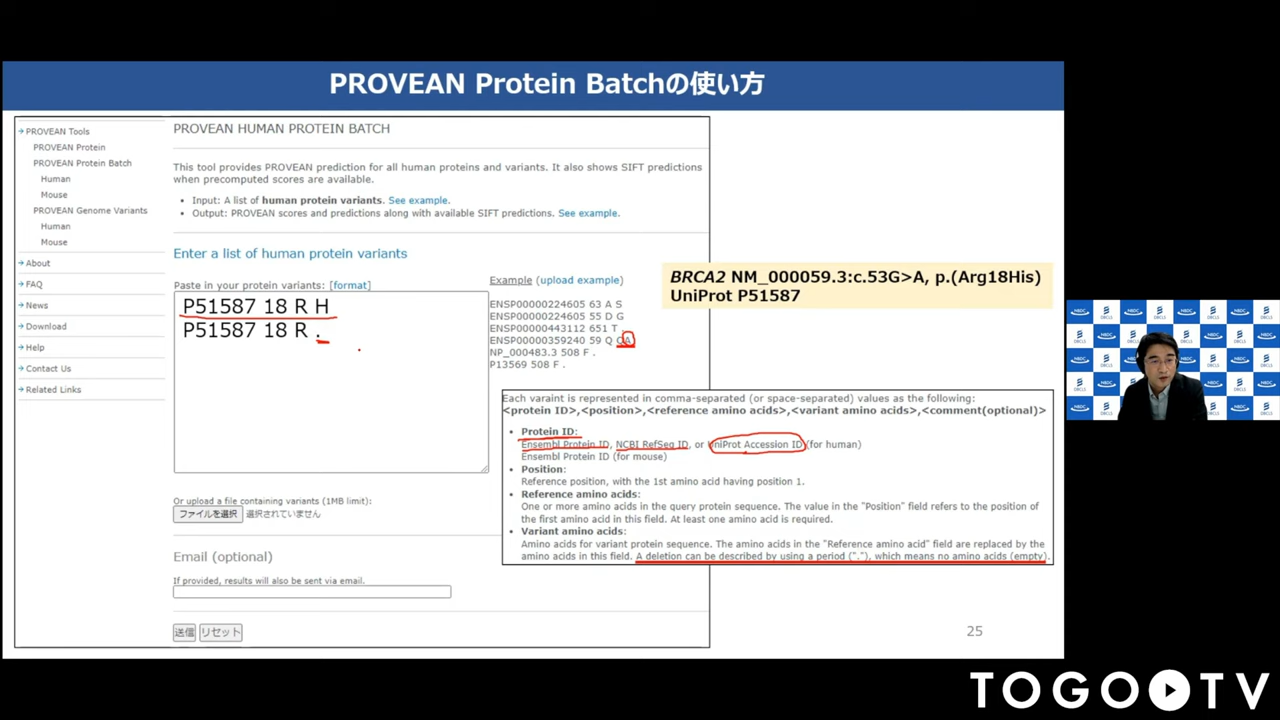 PROVEAN Protein Batchの使い方
PROVEAN Tools
PROVEAN Protein
PROVEAN Protein Batch
Human
Mouse
PROVEAN Genome Variants
Human
Mouse
About
FAQ
News
Download
Help
Contact Us
Related Links
PROVEAN HUMAN PROTEIN BATCH
This tool provides PROVEAN prediction for all human proteins and variants. It also shows SIFT predictions
when precomputed scores are available.
Input: A list of human protein variants. See example.
Output: PROVEAN scores and predictions along with available SIFT predictions. See example.
Enter a list of human protein variants
Paste in your protein variants: [format]
P51587 18 R H
P51587 18 R .
Example (upload example)
ENSP00000224605 63 A S
ENSP00000224605 55 D G
ENSP00000443112 651 T .
ENSP00000359240 59 Q QA
NP_000483.3 508 F .
P13569 508 F .
BRCA2 NM_000059.3:c.53G>A, p.(Arg18His)
UniProt P51587
Each varaint is represented in comma-separated (or space-separated) values as the following:
<protein ID>,<position>,<reference amino acids>,<variant amino acids>,<comment(optional)>
Protein ID:
Ensembl Protein ID, NCBI RefSeq ID, or UniProt Accession ID (for human)
Ensembl Protein ID (for mouse)
Position:
Reference position, with the 1st amino acid having position 1.
Reference amino acids:
One or more amino acids in the query protein sequence. The value in the "Position" field refers to the position of
the first amino acid in this field. At least one amino acid is required.
Variant amino acids:
Amino acids for variant protein sequence. The amino acids in the "Reference amino acid" field are replaced by the
amino acids in this field. A deletion can be described by using a period ("."), which means no amino acids (empty).
Or upload a file containing variants (1MB limit):
ファイルを選択 選択されていません
Email (optional)
If provided, results will also be sent via email.
送信 リセット
25
TOGO TV